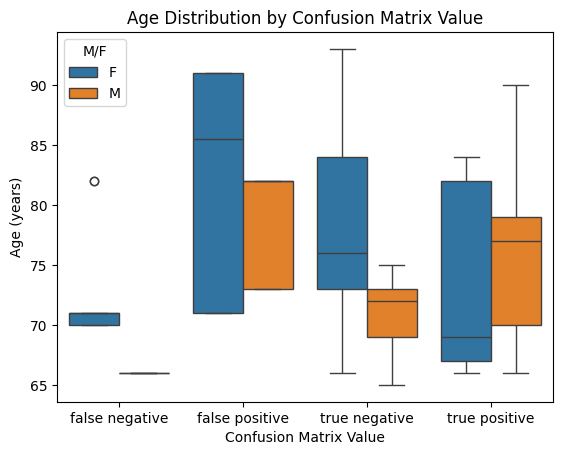 Age Distribution by Confusion Matrix Value
M/F
F
M
90
85
80
75
70
65
Age (years)
false negative
false positive
true negative
true positive
Confusion Matrix Value